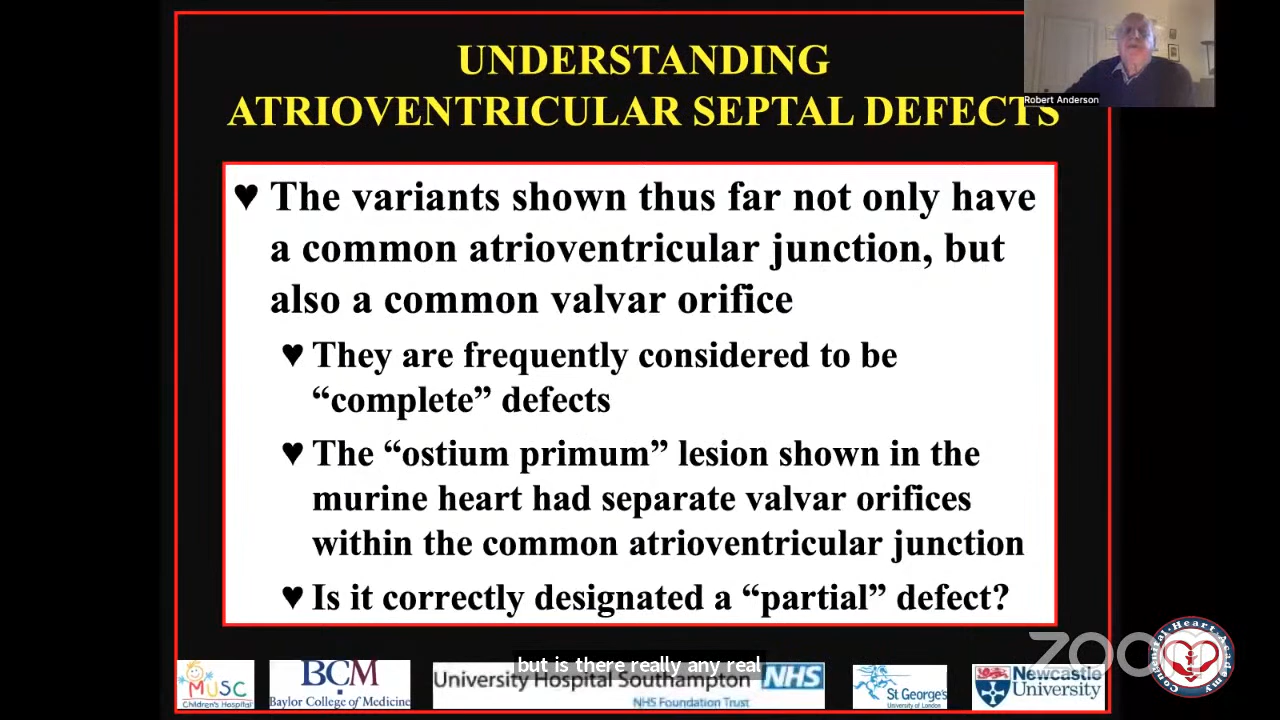 UNDERSTANDING
ATRIOVENTRICULAR SEPTAL DEFECTS
Robert Anderson
♥ The variants shown thus far not only have
a common atrioventricular junction, but
also a common valvar orifice
♥ They are frequently considered to be
“complete” defects
♥ The “ostium primum” lesion shown in the
murine heart had separate valvar orifices
within the common atrioventricular junction
♥ Is it correctly designated a “partial” defect?
but is there really any real
MUSC
Children's Hospital
BCM
Baylor College of Medicine
University Hospital Southampton
NHS
NHS Foundation Trust
St George's
University of London
Newcastle
University
zoom
Congenital Heart Academy